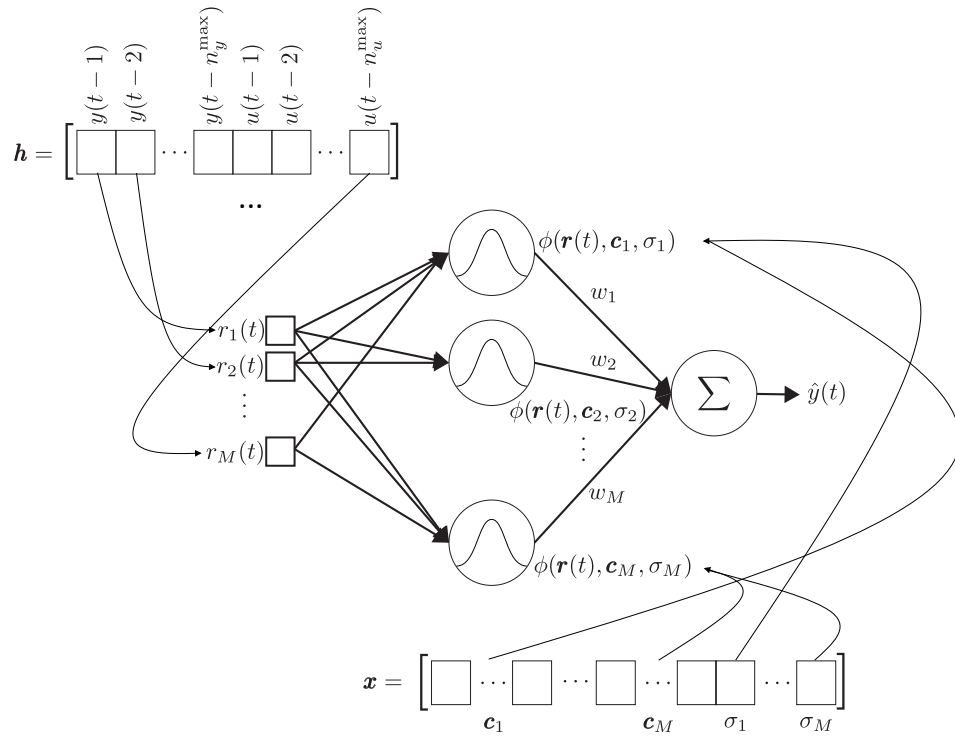 y(t − 1)
y(t − 2)
y(t − n_y^max)
u(t − 1)
u(t − 2)
u(t − n_u^max)
h = [ ··· ··· ]
...
ϕ(r(t), c_1, σ_1)
w_1
r_1(t)
r_2(t)
w_2
∑
ŷ(t)
ϕ(r(t), c_2, σ_2)
⋮
⋮
r_M(t)
w_M
ϕ(r(t), c_M, σ_M)
x = [ ··· ··· ··· ··· ]
c_1 c_M σ_1 σ_M